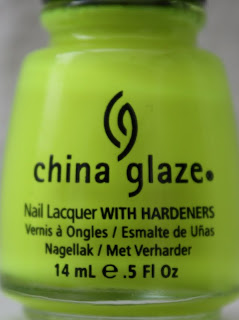 china glaze.
Nail Lacquer WITH HARDENERS
Vernis à Ongles / Esmalte de Uñas
Nagellak / Met Verharder
14 mL ℮ .5 Fl Oz